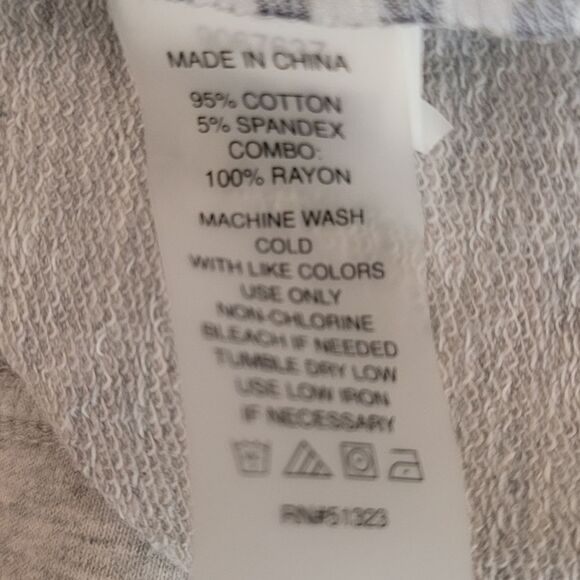 MADE IN CHINA
95% COTTON
5% SPANDEX
COMBO:
100% RAYON
MACHINE WASH
COLD
WITH LIKE COLORS
USE ONLY
NON-CHLORINE
BLEACH IF NEEDED
TUMBLE DRY LOW
USE LOW IRON
IF NECESSARY
RN#51323